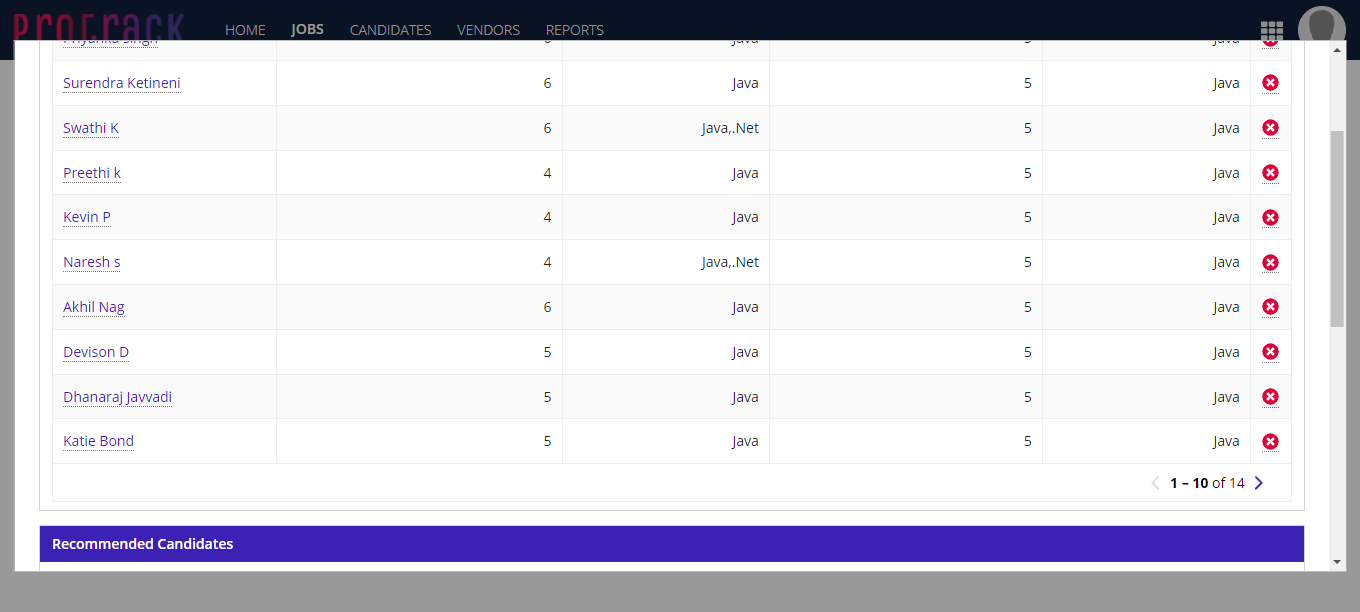 Protrack HOME JOBS CANDIDATES VENDORS REPORTS
Priyanka Singh 6 Java 5 Java
Surendra Ketineni 6 Java 5 Java
Swathi K 6 Java,.Net 5 Java
Preethi k 4 Java 5 Java
Kevin P 4 Java 5 Java
Naresh s 4 Java,.Net 5 Java
Akhil Nag 6 Java 5 Java
Devison D 5 Java 5 Java
Dhanaraj Javvadi 5 Java 5 Java
Katie Bond 5 Java 5 Java
1 – 10 of 14
Recommended Candidates